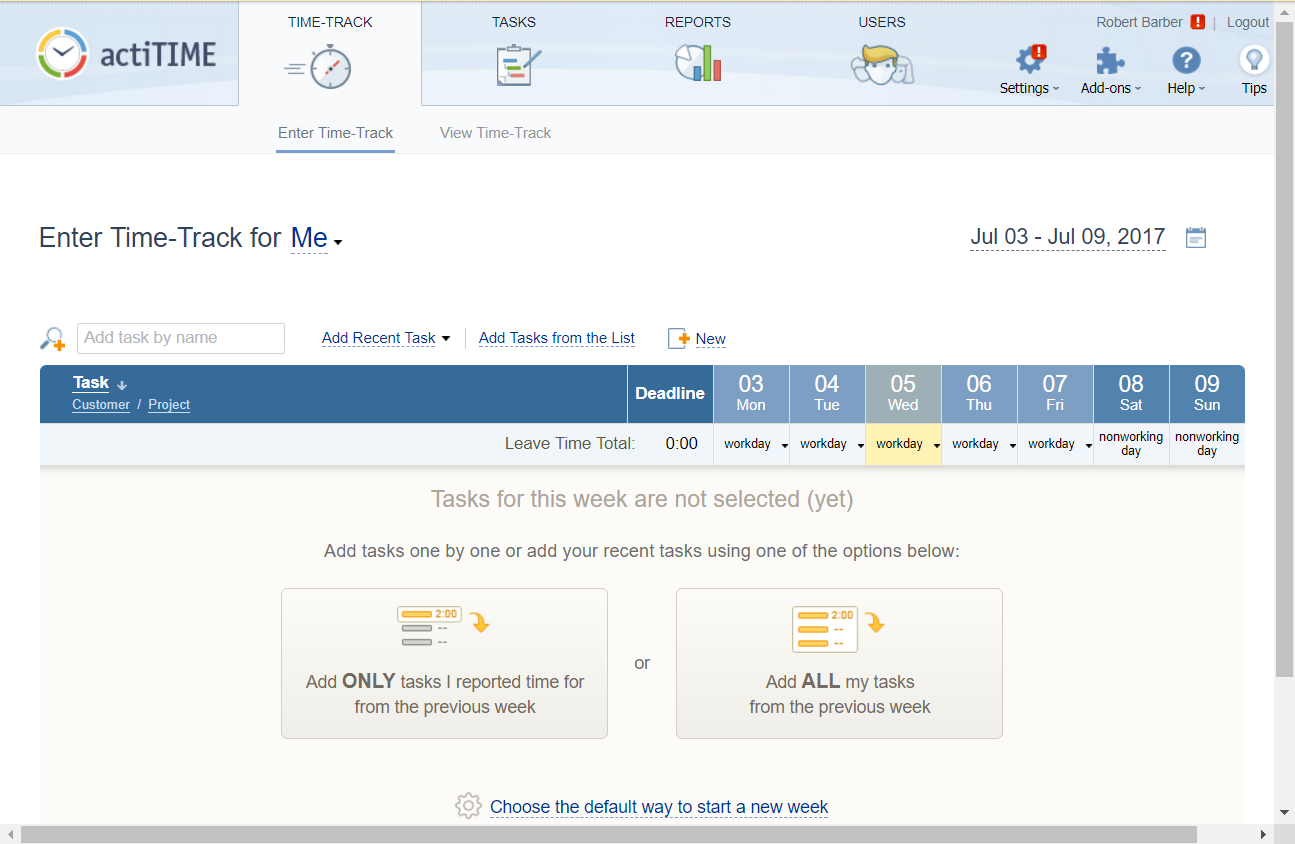 TIME-TRACK
TASKS
REPORTS
USERS
Robert Barber ! | Logout
actiTIME
Settings
Add-ons
Help
Tips
Enter Time-Track
View Time-Track
Enter Time-Track for Me
Jul 03 - Jul 09, 2017
Add task by name
Add Recent Task
Add Tasks from the List
New
Task
Customer / Project
Deadline
03 Mon
04 Tue
05 Wed
06 Thu
07 Fri
08 Sat
09 Sun
Leave Time Total: 0:00 workday workday workday workday workday nonworking day nonworking day
Tasks for this week are not selected (yet)
Add tasks one by one or add your recent tasks using one of the options below:
2:00
Add ONLY tasks I reported time for
from the previous week
or
2:00
Add ALL my tasks
from the previous week
Choose the default way to start a new week